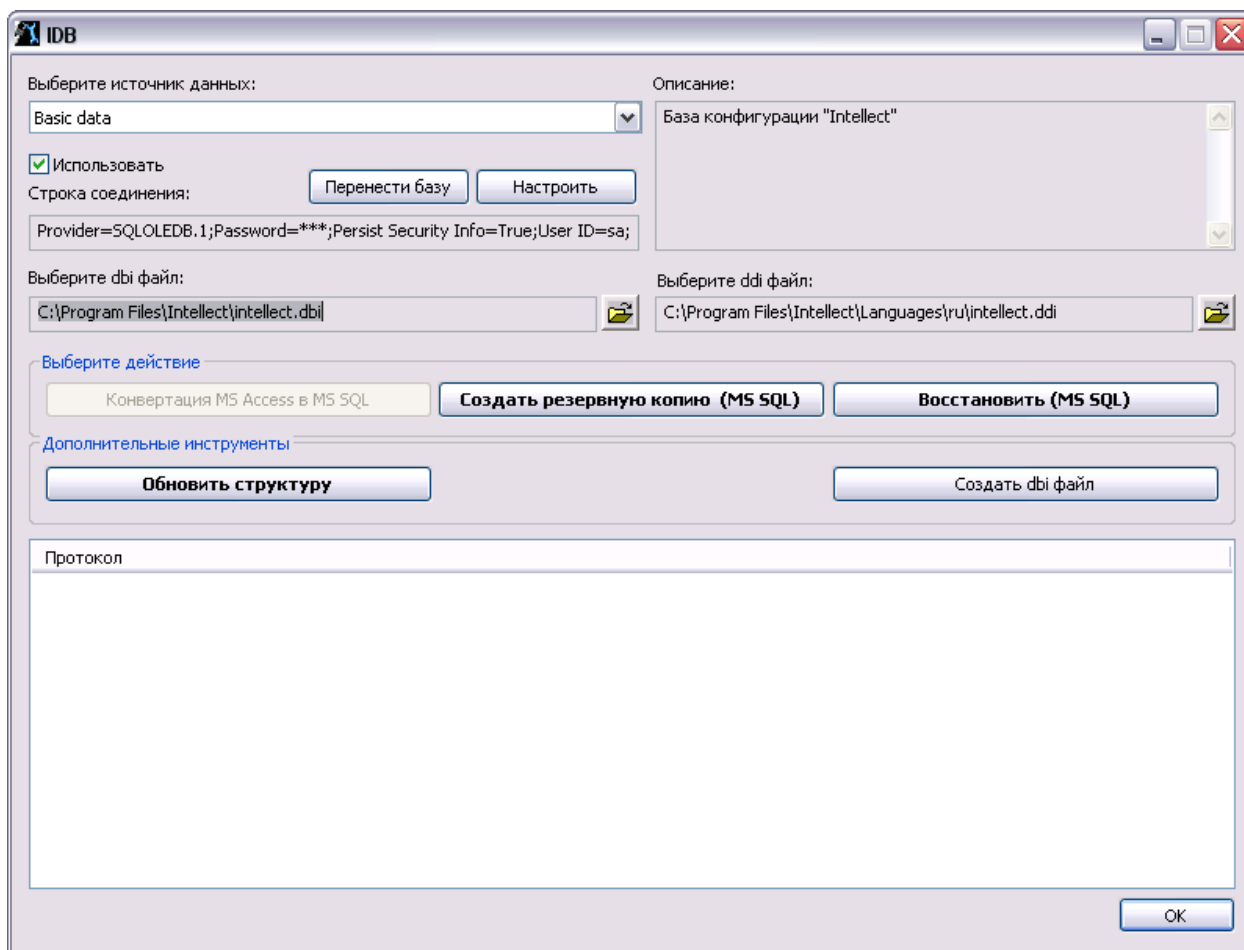 IDB
Выберите источник данных:
Описание:
Basic data
База конфигурации "Intellect"
Использовать
Строка соединения:
Перенести базу
Настроить
Provider=SQLOLEDB.1;Password=***;Persist Security Info=True;User ID=sa;
Выберите dbi файл:
Выберите ddi файл:
C:\Program Files\Intellect\intellect.dbi
C:\Program Files\Intellect\Languages\ru\intellect.ddi
Выберите действие
Конвертация MS Access в MS SQL
Создать резервную копию (MS SQL)
Восстановить (MS SQL)
Дополнительные инструменты
Обновить структуру
Создать dbi файл
Протокол
OK